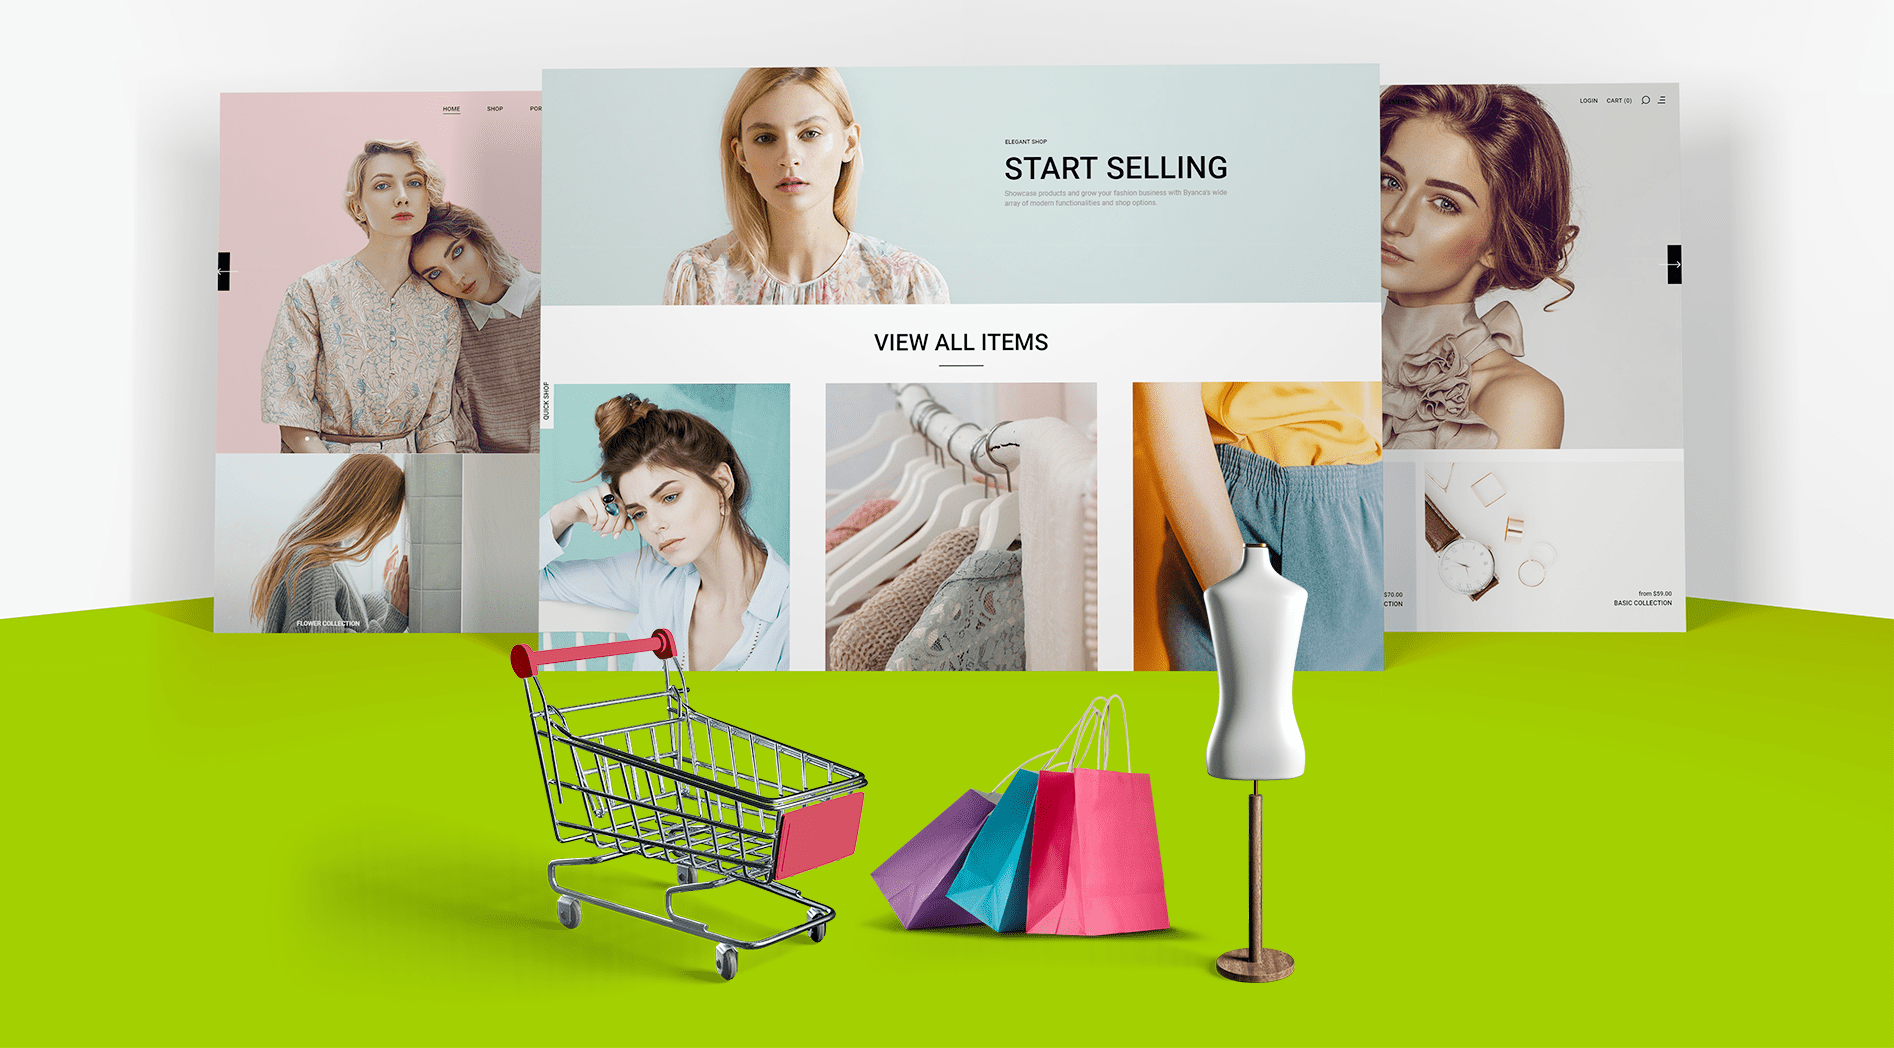 HOME SHOP POR
ELEGANT SHOP
START SELLING
Showcase products and grow your fashion business with Byanca's wide
array of modern functionalities and shop options.
LOGIN CART (0)
VIEW ALL ITEMS
QUICK SHOP
FLOWER COLLECTION
$70.00
CTION
from $59.00
BASIC COLLECTION